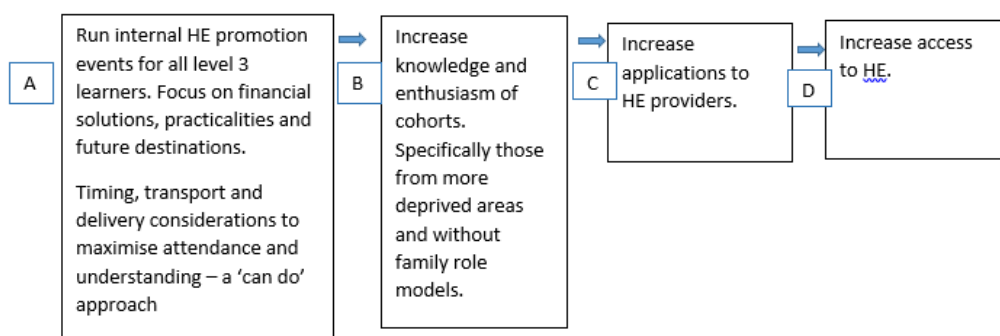 A
Run internal HE promotion
events for all level 3
learners. Focus on financial
solutions, practicalities and
future destinations.
Timing, transport and
delivery considerations to
maximise attendance and
understanding – a ‘can do’
approach
B
Increase
knowledge and
enthusiasm of
cohorts.
Specifically those
from more
deprived areas
and without
family role
models.
C
Increase
applications to
HE providers.
D
Increase access
to HE.